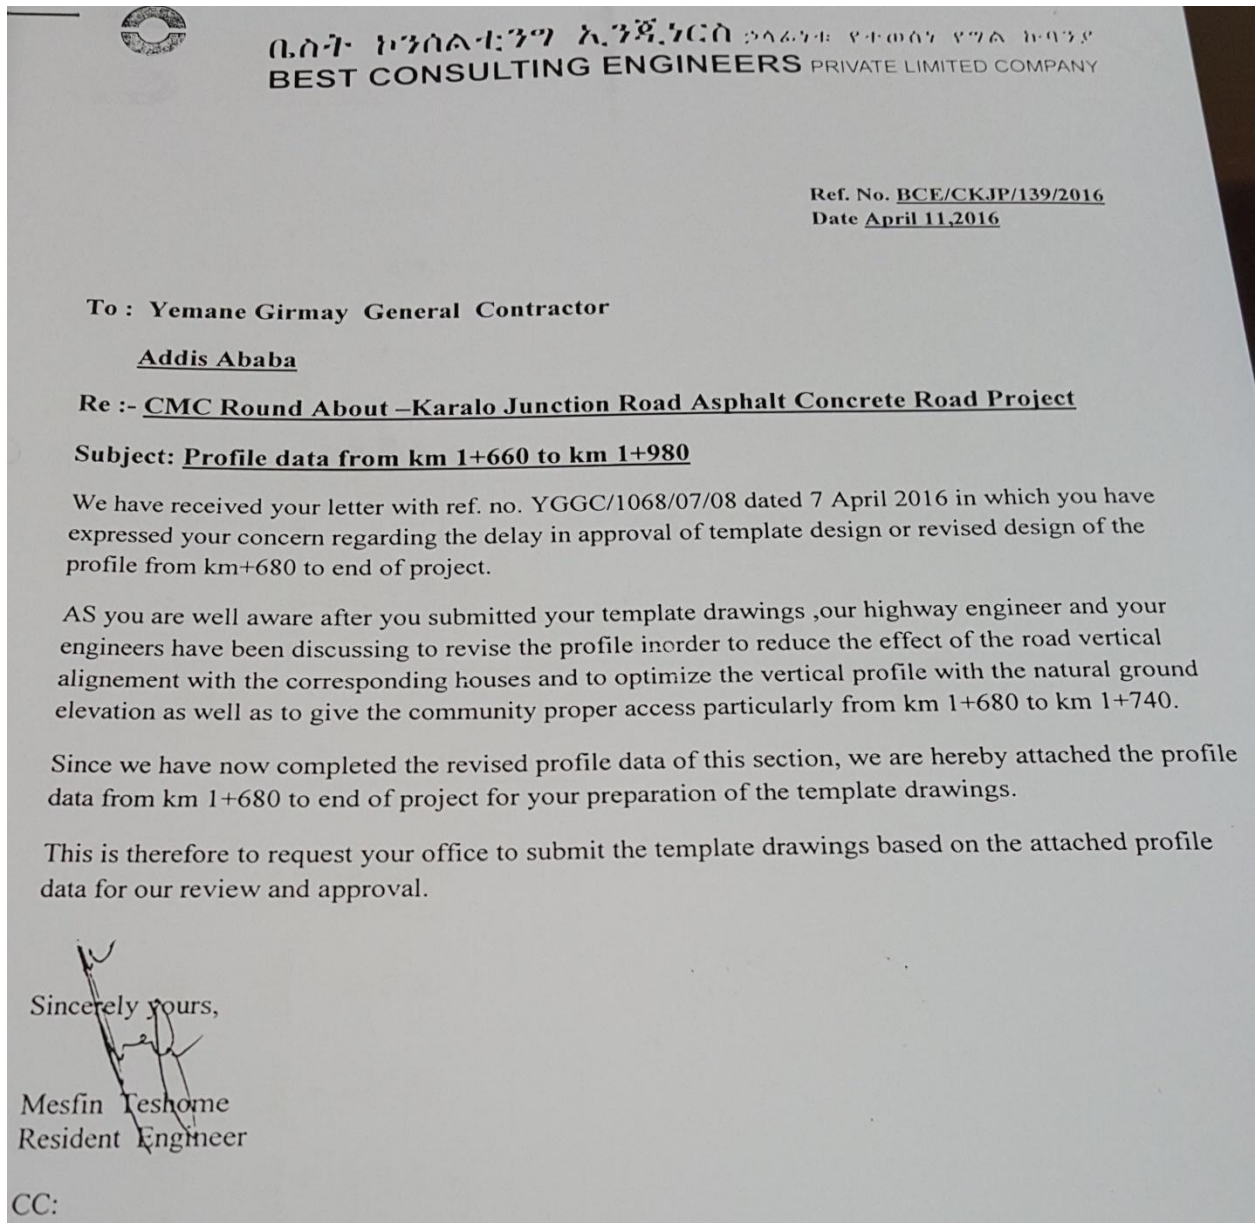 ቤስት ኮንሰልቲንግ ኢንጂነርስ ኃላፊነቱ የተወሰነ የግል ኩባንያ
BEST CONSULTING ENGINEERS PRIVATE LIMITED COMPANY
Ref. No. BCE/CKJP/139/2016
Date April 11,2016
To : Yemane Girmay General Contractor
Addis Ababa
Re :- CMC Round About –Karalo Junction Road Asphalt Concrete Road Project
Subject: Profile data from km 1+660 to km 1+980
We have received your letter with ref. no. YGGC/1068/07/08 dated 7 April 2016 in which you have
expressed your concern regarding the delay in approval of template design or revised design of the
profile from km+680 to end of project.
AS you are well aware after you submitted your template drawings ,our highway engineer and your
engineers have been discussing to revise the profile inorder to reduce the effect of the road vertical
alignement with the corresponding houses and to optimize the vertical profile with the natural ground
elevation as well as to give the community proper access particularly from km 1+680 to km 1+740.
Since we have now completed the revised profile data of this section, we are hereby attached the profile
data from km 1+680 to end of project for your preparation of the template drawings.
This is therefore to request your office to submit the template drawings based on the attached profile
data for our review and approval.
Sincerely yours,
Mesfin Teshome
Resident Engineer
CC: